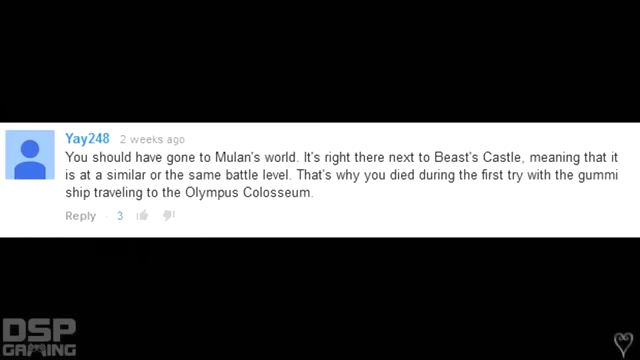 Yay248 2 weeks ago
You should have gone to Mulan's world. It's right there next to Beast's Castle, meaning that it
is at a similar or the same battle level. That's why you died during the first try with the gummi
ship traveling to the Olympus Colosseum.
Reply · 3
DSP
GAMING